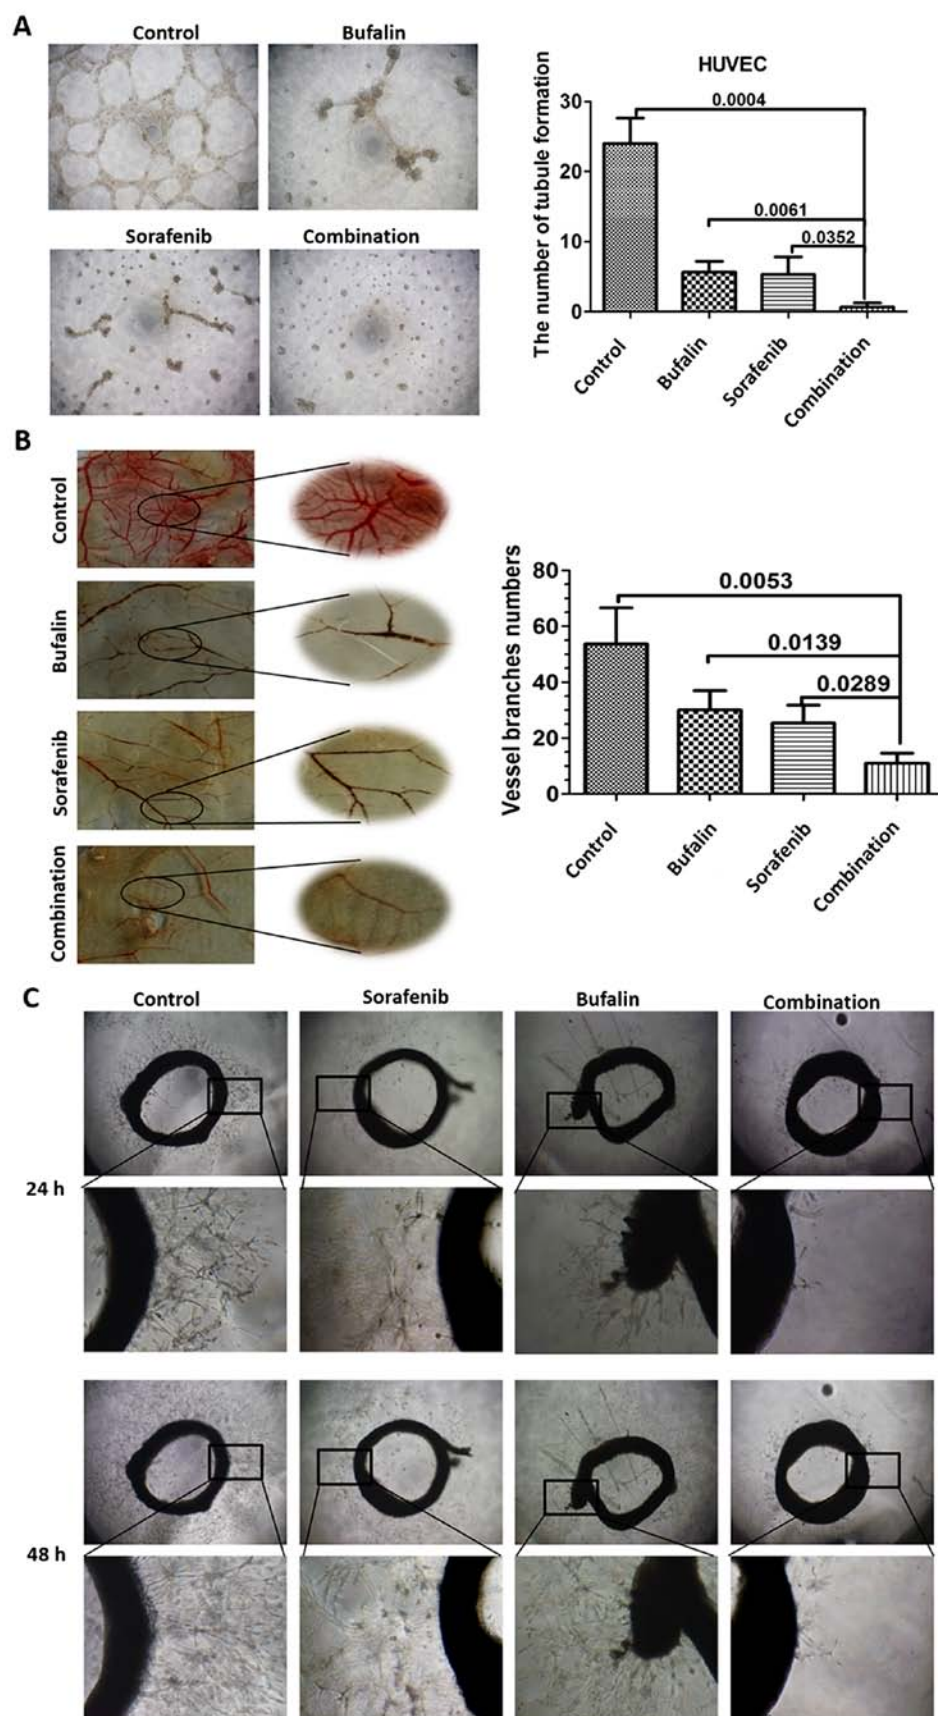 A
Control
Bufalin
Sorafenib
Combination
HUVEC
The number of tubule formation
30
20
10
0
0.0004
0.0061
0.0352
Control
Bufalin
Sorafenib
Combination
B
Control
Bufalin
Sorafenib
Combination
Vessel branches numbers
80
60
40
20
0
0.0053
0.0139
0.0289
Control
Bufalin
Sorafenib
Combination
C
Control
Sorafenib
Bufalin
Combination
24 h
48 h